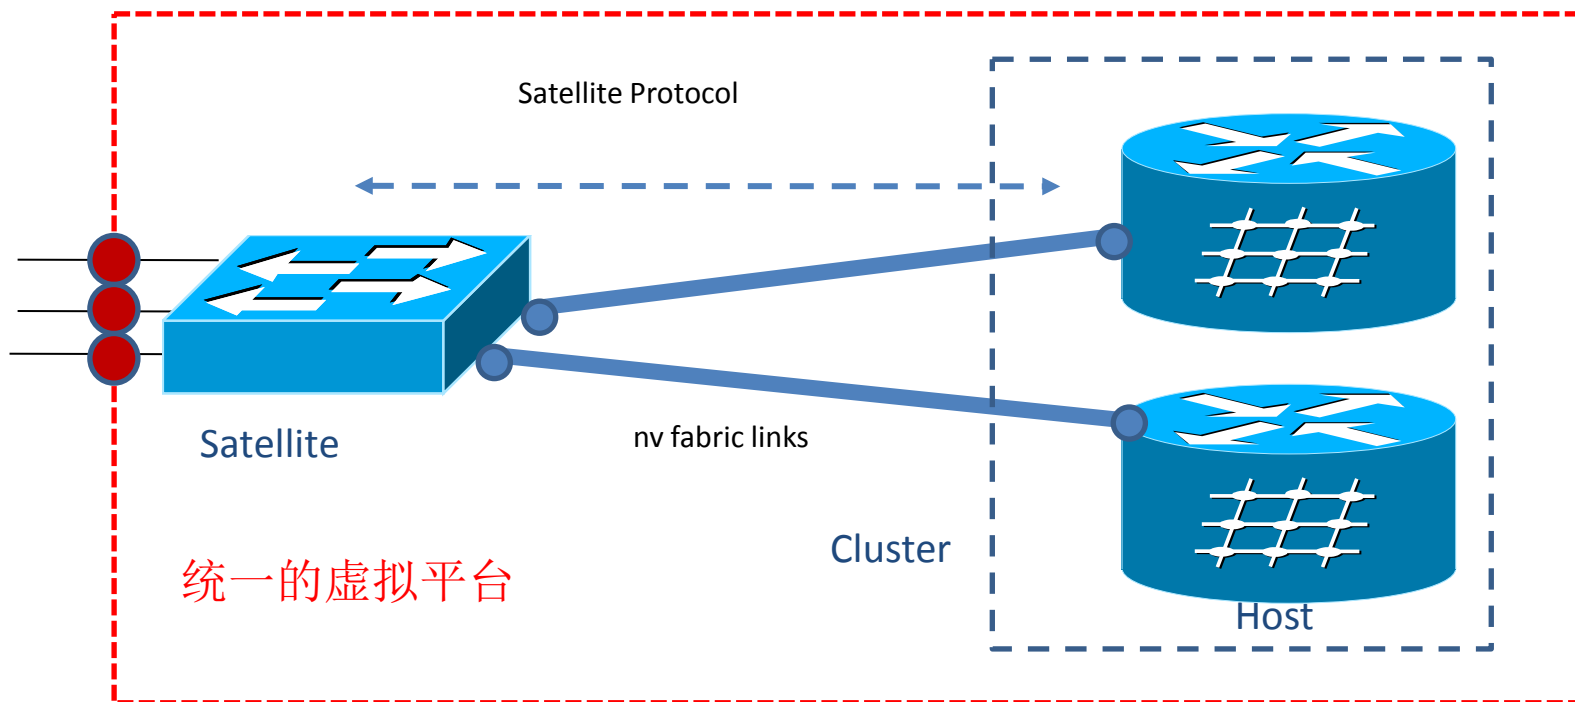 Satellite Protocol
Satellite
nv fabric links
Cluster
统一的虚拟平台
Host